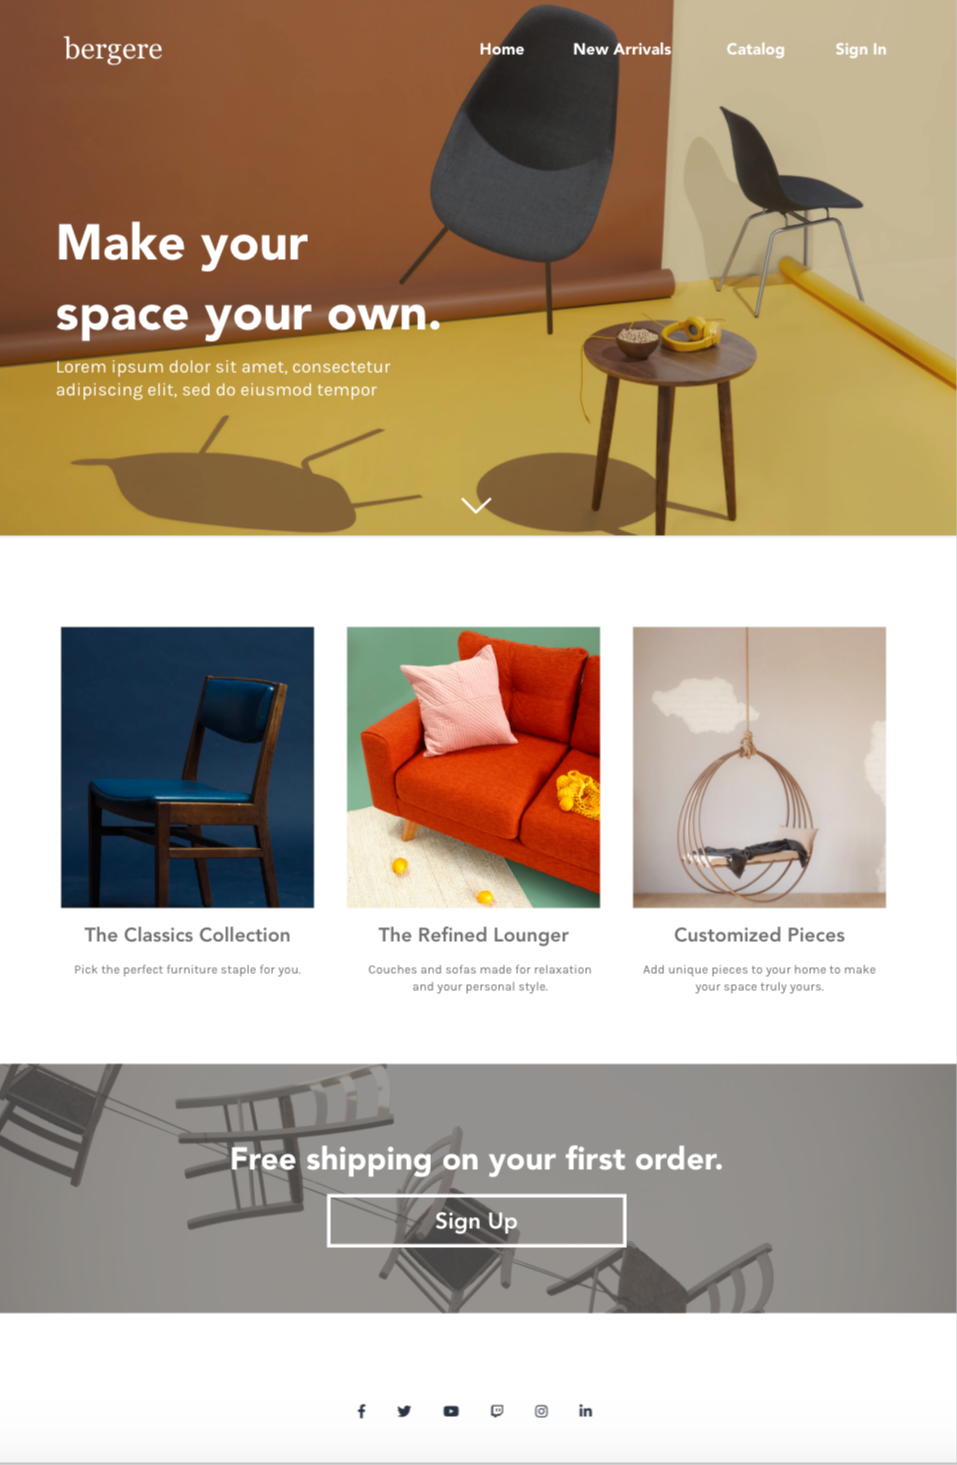 bergere
Home New Arrivals Catalog Sign In
Make your
space your own.
Lorem ipsum dolor sit amet, consectetur
adipiscing elit, sed do eiusmod tempor
The Classics Collection
Pick the perfect furniture staple for you.
The Refined Lounger
Couches and sofas made for relaxation
and your personal style.
Customized Pieces
Add unique pieces to your home to make
your space truly yours.
Free shipping on your first order.
Sign Up